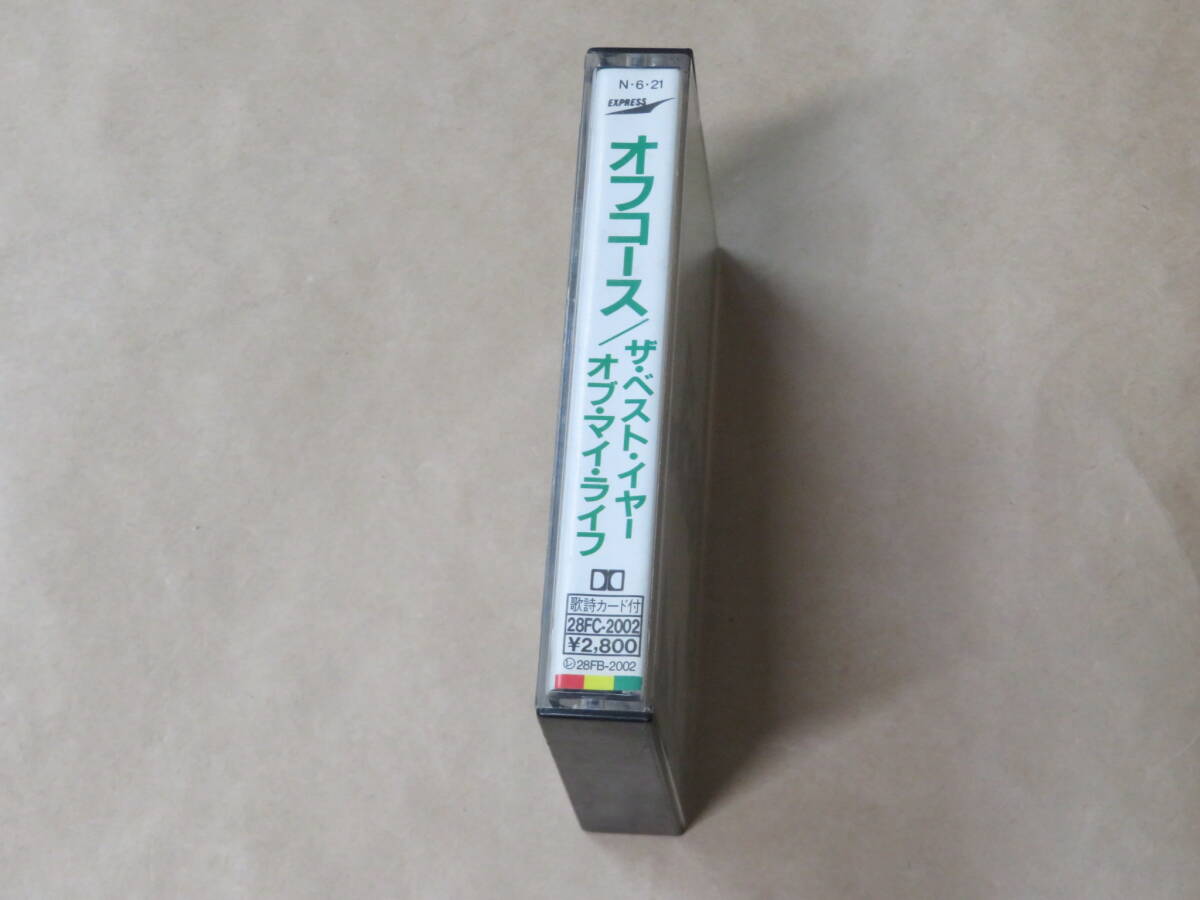 N・6・21
EXPRESS
オフコース／ザ・ベスト・イヤー
オブ・マイ・ライフ
歌詩カード付
28FC-2002
¥2,800
Ⓛ28FB-2002